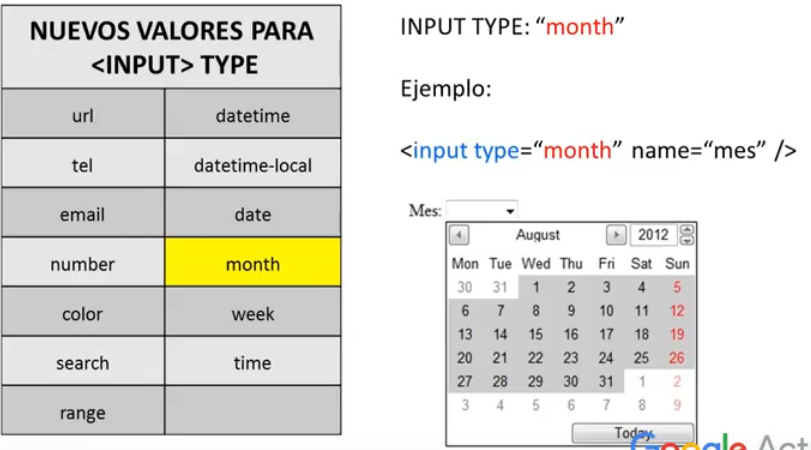 NUEVOS VALORES PARA
<INPUT> TYPE
url datetime
tel datetime-local
email date
number month
color week
search time
range
INPUT TYPE: “month”
Ejemplo:
<input type=“month” name=“mes” />
Mes:
August 2012
Mon Tue Wed Thu Fri Sat Sun
30 31 1 2 3 4 5
6 7 8 9 10 11 12
13 14 15 16 17 18 19
20 21 22 23 24 25 26
27 28 29 30 31 1 2
3 4 5 6 7 8 9
Today
Google Act